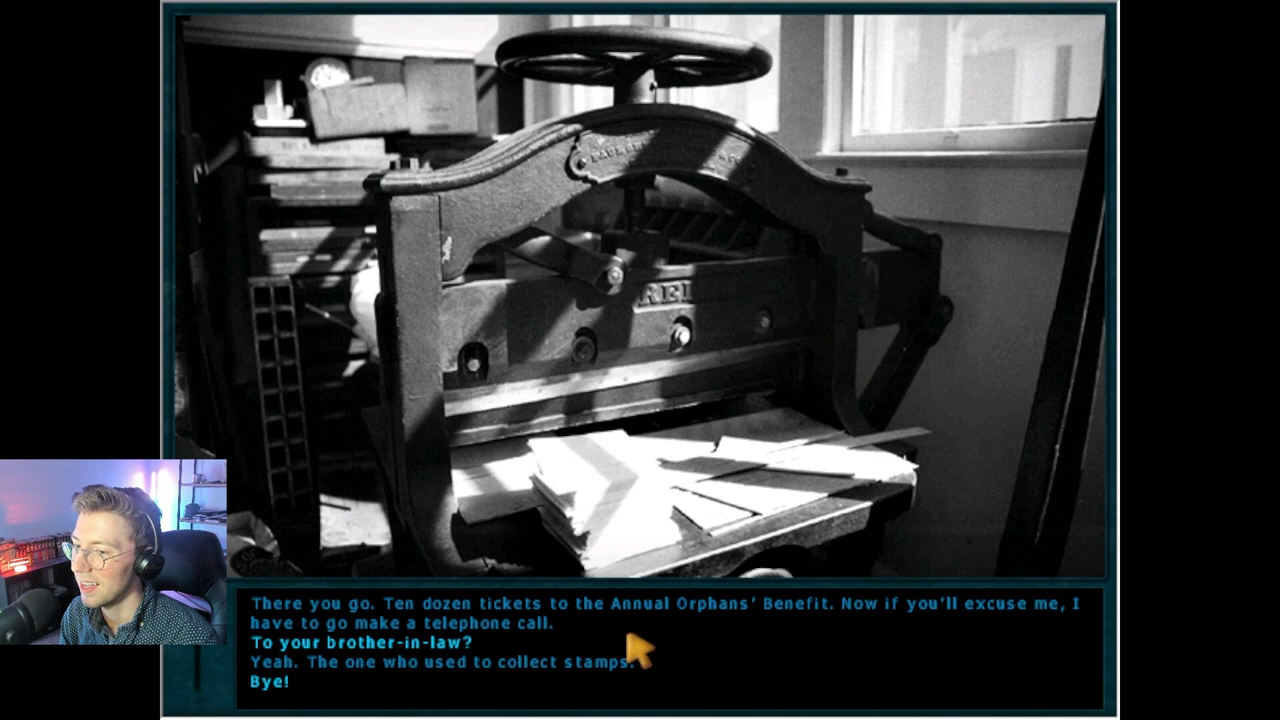 REI
There you go. Ten dozen tickets to the Annual Orphans' Benefit. Now if you'll excuse me, I
have to go make a telephone call.
To your brother-in-law?
Yeah. The one who used to collect stamps.
Bye!